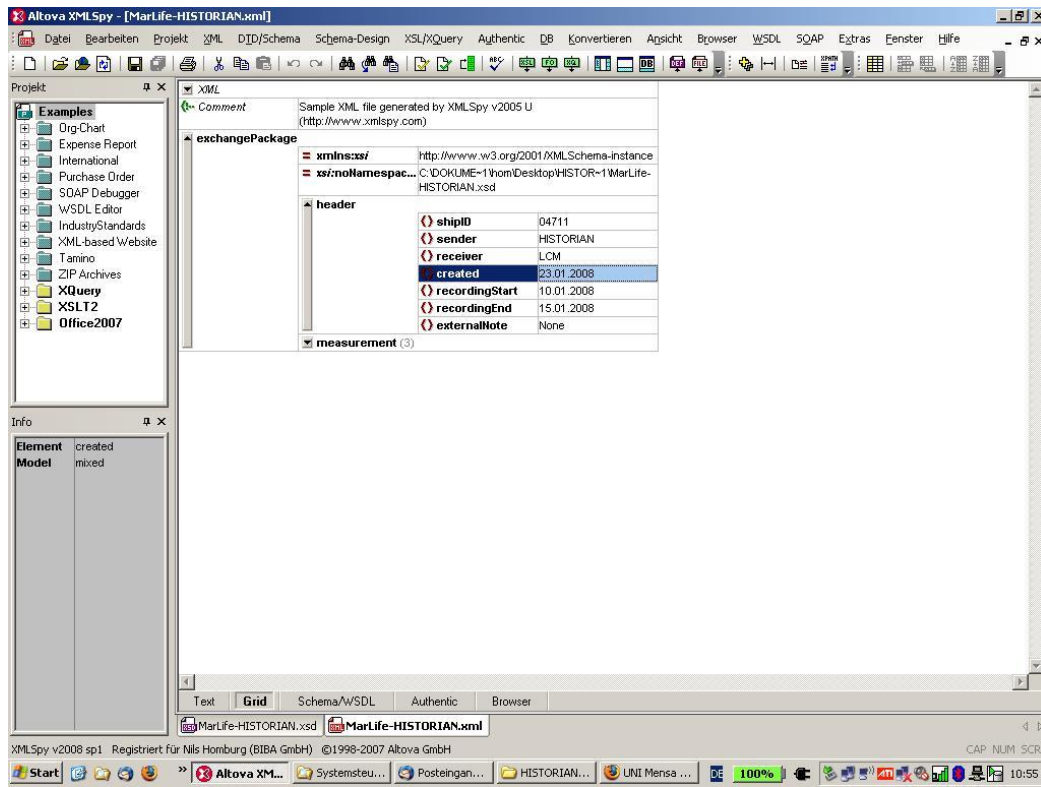 Altova XMLSpy - [MarLife-HISTORIAN.xml]
Datei Bearbeiten Projekt XML DTD/Schema Schema-Design XSL/XQuery Authentic DB Konvertieren Ansicht Browser WSDL SOAP Extras Fenster Hilfe
Projekt
Examples
Org-Chart
Expense Report
International
Purchase Order
SOAP Debugger
WSDL Editor
IndustryStandards
XML-based Website
Tamino
ZIP Archives
XQuery
XSLT2
Office2007
XML
Comment Sample XML file generated by XMLSpy v2005 U
(http://www.xmlspy.com)
exchangePackage
xmlns:xsi http://www.w3.org/2001/XMLSchema-instance
xsi:noNamespac... C:\DOKUME~1\hom\Desktop\HISTOR~1\MarLife-
HISTORIAN.xsd
header
shipID 04711
sender HISTORIAN
receiver LCM
created 23.01.2008
recordingStart 10.01.2008
recordingEnd 15.01.2008
externalNote None
measurement (3)
Info
Element created
Model mixed
Text Grid Schema/WSDL Authentic Browser
MarLife-HISTORIAN.xsd MarLife-HISTORIAN.xml
XMLSpy v2008 sp1 Registriert für Nils Homburg (BIBA GmbH) ©1998-2007 Altova GmbH CAP NUM SCR
Start » Altova XM... Systemsteu... Posteingan... HISTORIAN... UNI Mensa ... DE 100% 10:55